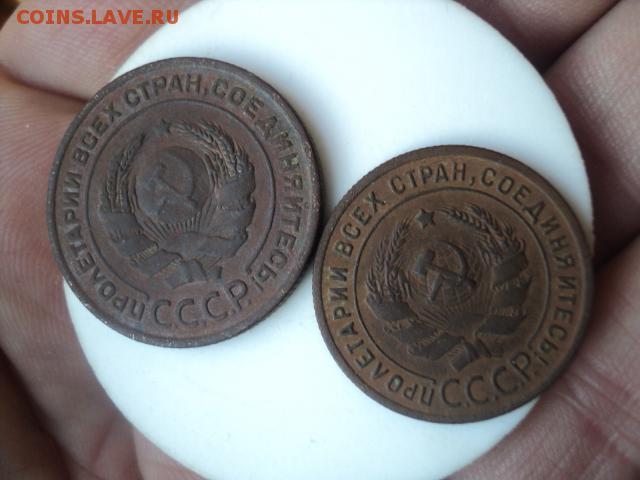 COINS.LAVE.RU
ПРОЛЕТАРИИ ВСЕХ СТРАН, СОЕДИНЯЙТЕСЬ!
С.С.С.Р.
ПРОЛЕТАРИИ ВСЕХ СТРАН, СОЕДИНЯЙТЕСЬ!
С.С.С.Р.